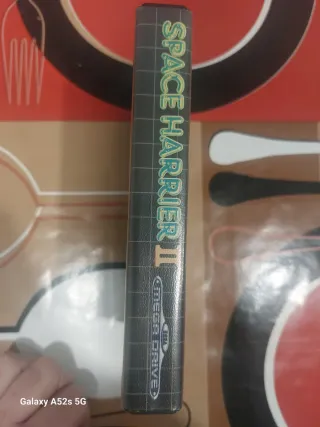 SPACE HARRIER II
MEGA DRIVE
Galaxy A52s 5G